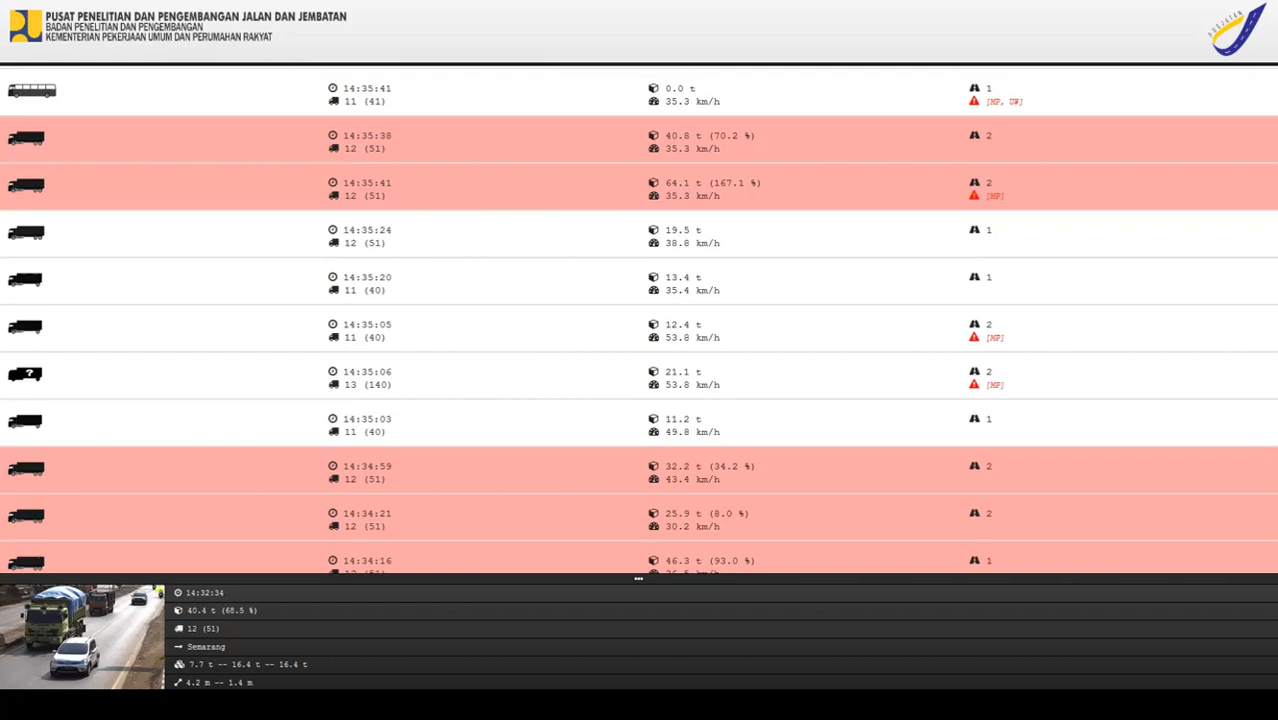 PUSAT PENELITIAN DAN PENGEMBANGAN JALAN DAN JEMBATAN
BADAN PENELITIAN DAN PENGEMBANGAN
KEMENTERIAN PEKERJAAN UMUM DAN PERUMAHAN RAKYAT
PUSJATAN
14:35:41 0.0 t 1
11 (41) 35.3 km/h [MP, UW]
14:35:38 40.8 t (70.2 %) 2
12 (51) 35.3 km/h
14:35:41 64.1 t (167.1 %) 2
12 (51) 35.3 km/h [MP]
14:35:24 19.5 t 1
12 (51) 38.8 km/h
14:35:20 13.4 t 1
11 (40) 35.4 km/h
14:35:05 12.4 t 2
11 (40) 53.8 km/h [MP]
?
14:35:06 21.1 t 2
13 (140) 53.8 km/h [MP]
14:35:03 11.2 t 1
11 (40) 49.8 km/h
14:34:59 32.2 t (34.2 %) 2
12 (51) 43.4 km/h
14:34:21 25.9 t (8.0 %) 2
12 (51) 30.2 km/h
14:34:16 46.3 t (93.0 %) 1
14:32:34
40.4 t (68.5 %)
12 (51)
Semarang
7.7 t -- 16.4 t -- 16.4 t
4.2 m -- 1.4 m